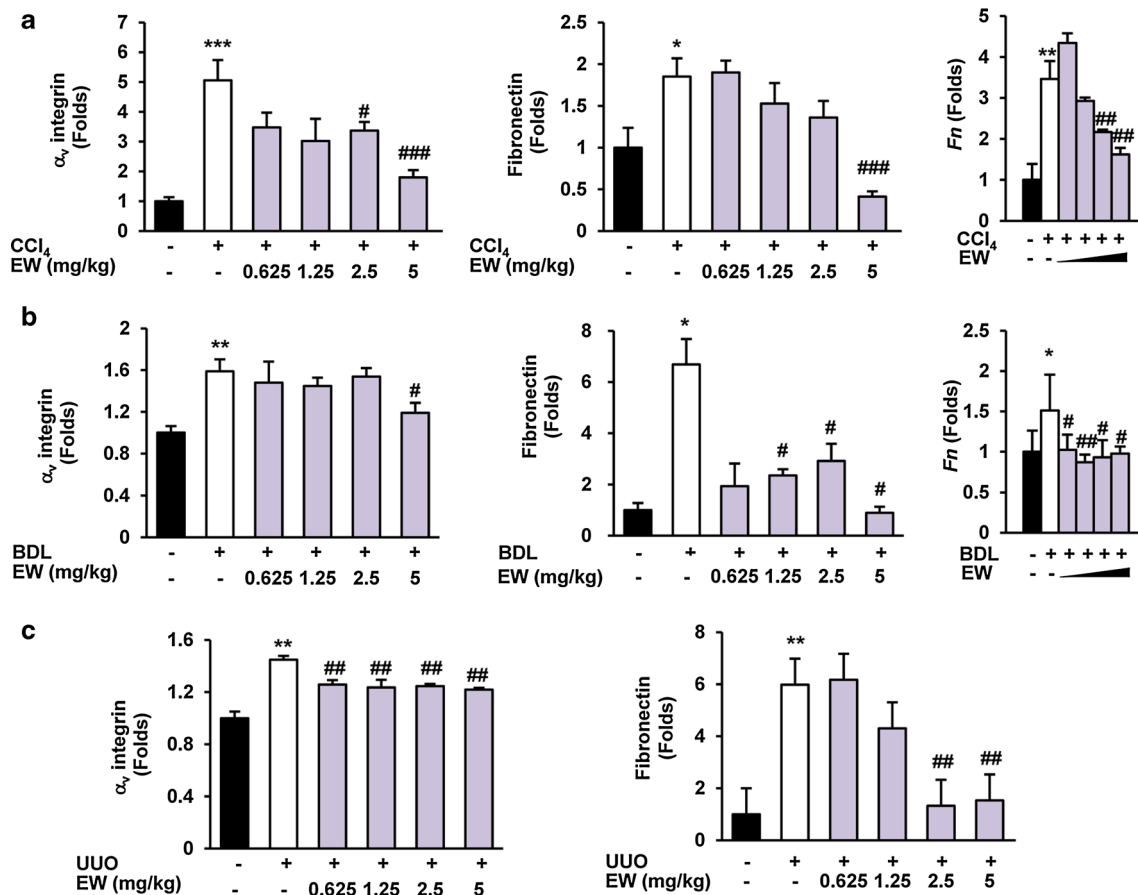 a
αv integrin
(Folds)
7
6
5
4
3
2
1
0
***
#
###
CCl4 - + + + + +
EW (mg/kg) - - 0.625 1.25 2.5 5
Fibronectin
(Folds)
2.5
2
1.5
1
0.5
0
*
###
CCl4 - + + + + +
EW (mg/kg) - - 0.625 1.25 2.5 5
Fn (Folds)
5
4
3
2
1
0
**
##
##
CCl4 - + + + + +
EW - -
b
αv integrin
(Folds)
2
1.6
1.2
0.8
0.4
0
**
#
BDL - + + + + +
EW (mg/kg) - - 0.625 1.25 2.5 5
Fibronectin
(Folds)
8
6
4
2
0
*
#
#
#
BDL - + + + + +
EW (mg/kg) - - 0.625 1.25 2.5 5
Fn (Folds)
2
1.5
1
0.5
0
*
#
##
#
#
BDL - + + + + +
EW - -
c
αv integrin
(Folds)
1.6
1.2
0.8
0.4
0
**
##
##
##
##
UUO - + + + + +
EW (mg/kg) - - 0.625 1.25 2.5 5
Fibronectin
(Folds)
8
6
4
2
0
**
##
##
UUO - + + + + +
EW (mg/kg) - - 0.625 1.25 2.5 5